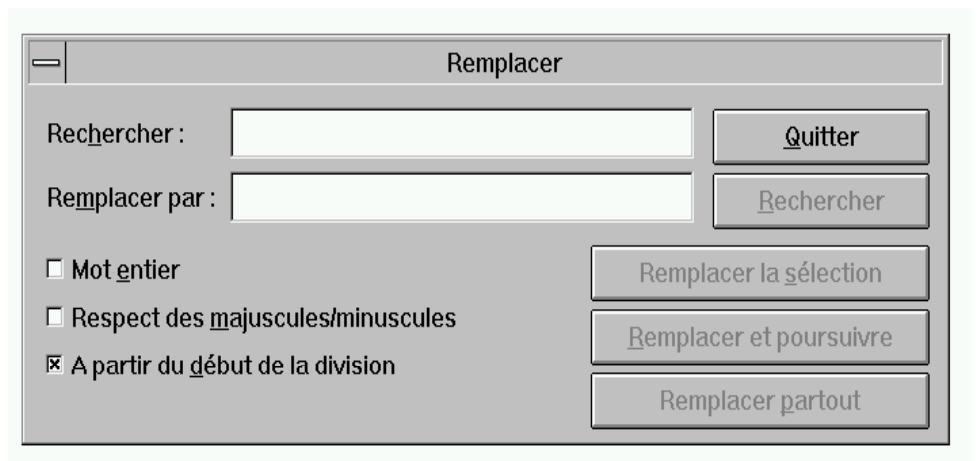 Remplacer
Rechercher :
Quitter
Remplacer par :
Rechercher
Mot entier
Remplacer la sélection
Respect des majuscules/minuscules
Remplacer et poursuivre
A partir du début de la division
Remplacer partout